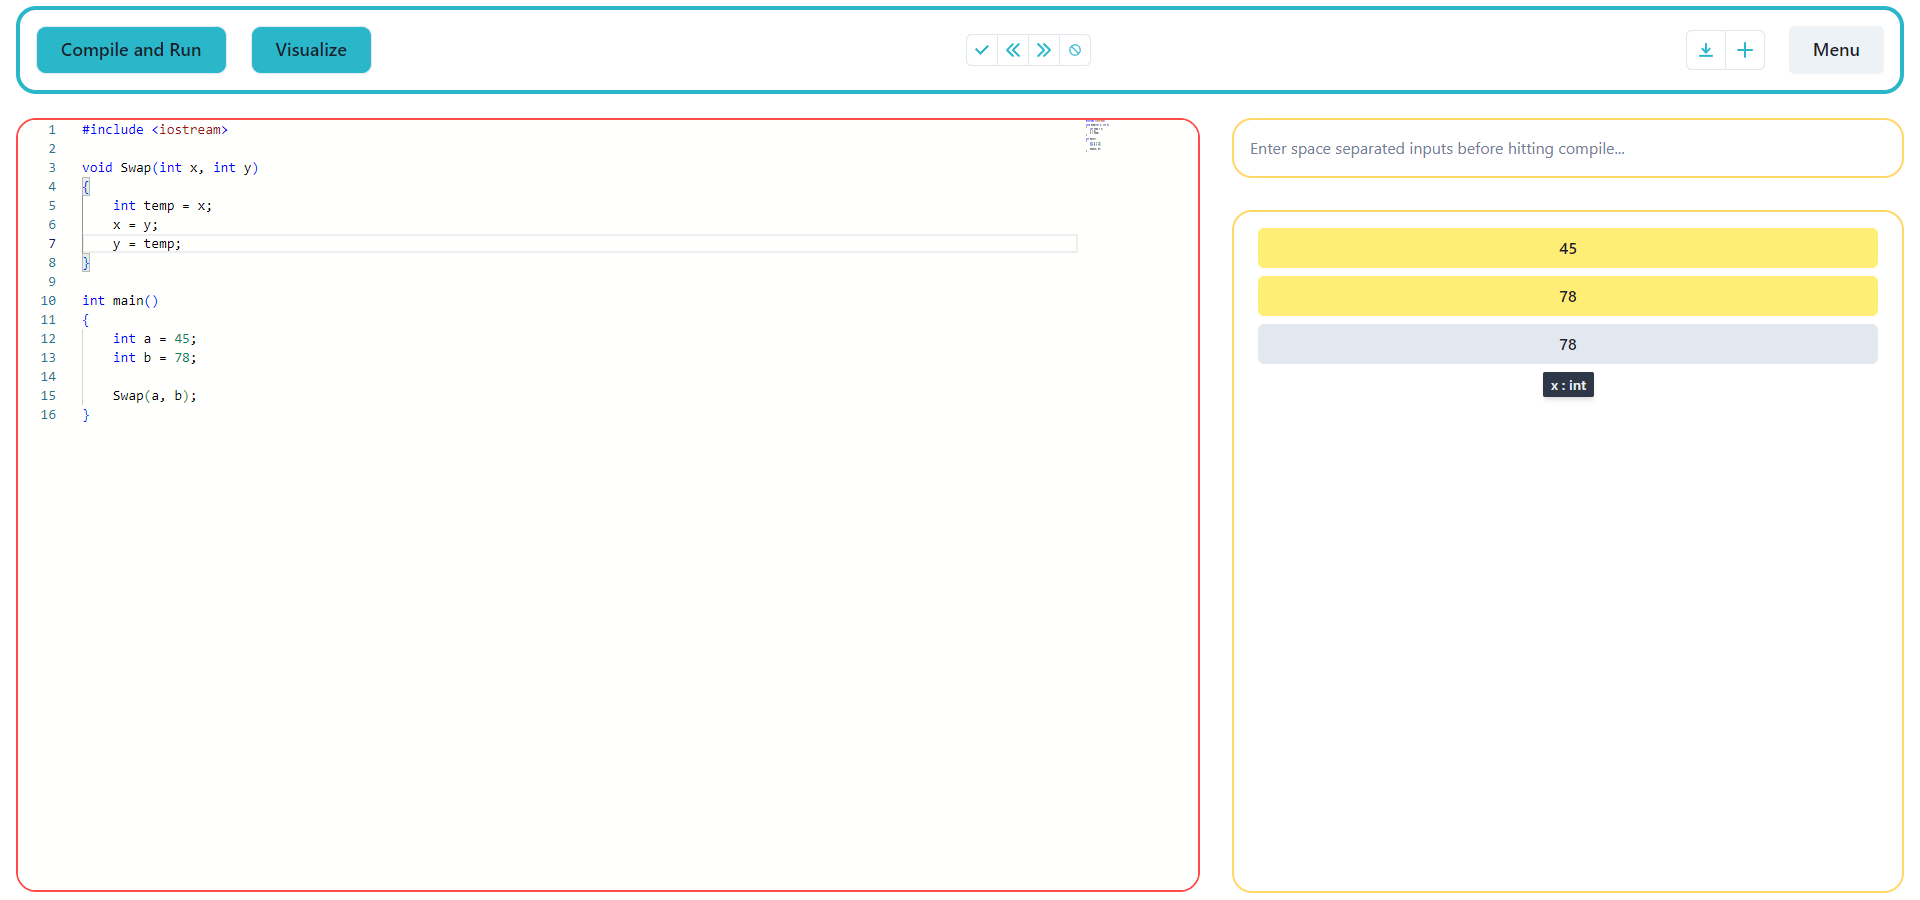 Compile and Run
Visualize
Menu
1 #include <iostream>
2
3 void Swap(int x, int y)
4 {
5     int temp = x;
6     x = y;
7     y = temp;
8 }
9
10 int main()
11 {
12     int a = 45;
13     int b = 78;
14
15     Swap(a, b);
16 }
Enter space separated inputs before hitting compile...
45
78
78
x : int